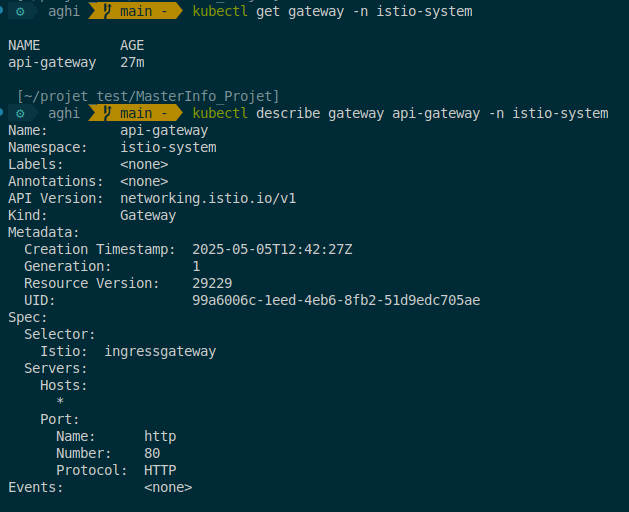 aghi main - kubectl get gateway -n istio-system
NAME AGE
api-gateway 27m
[~/projet_test/MasterInfo_Projet]
aghi main - kubectl describe gateway api-gateway -n istio-system
Name: api-gateway
Namespace: istio-system
Labels: <none>
Annotations: <none>
API Version: networking.istio.io/v1
Kind: Gateway
Metadata:
Creation Timestamp: 2025-05-05T12:42:27Z
Generation: 1
Resource Version: 29229
UID: 99a6006c-1eed-4eb6-8fb2-51d9edc705ae
Spec:
Selector:
Istio: ingressgateway
Servers:
Hosts:
*
Port:
Name: http
Number: 80
Protocol: HTTP
Events: <none>